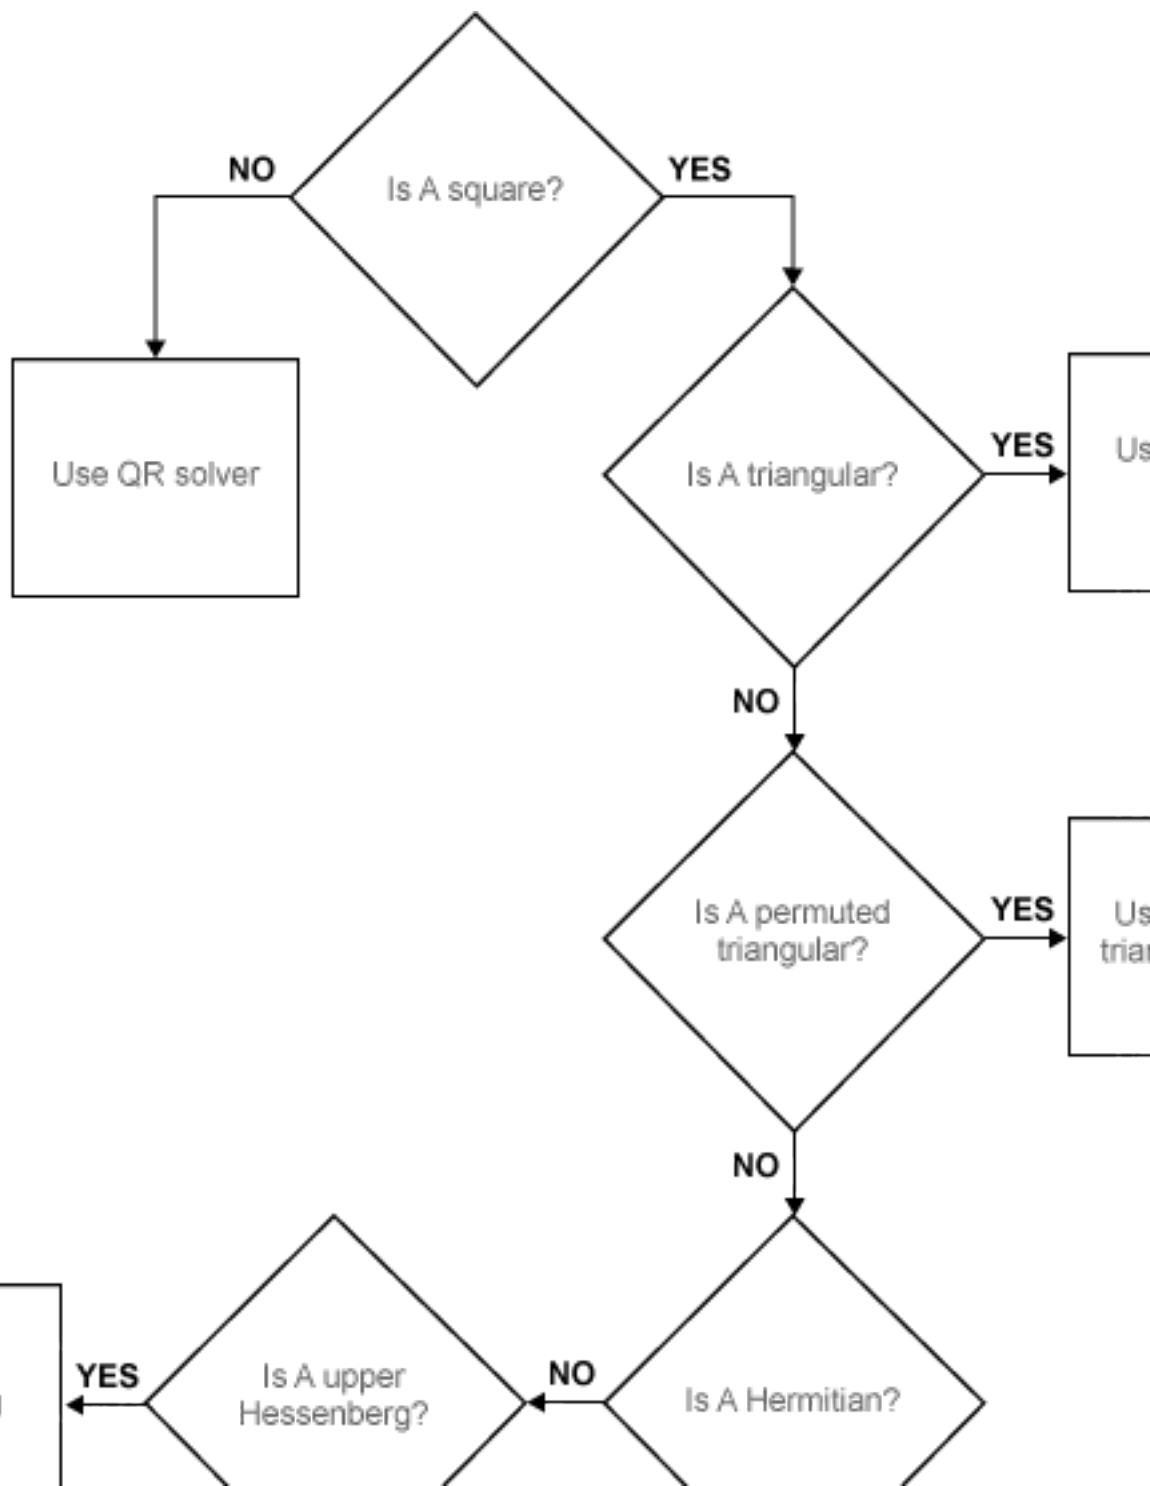 NO
YES
Is A square?
YES
Use QR solver
Is A triangular?
NO
YES
Is A permuted
triangular?
NO
YES
Is A upper
Hessenberg?
NO
Is A Hermitian?